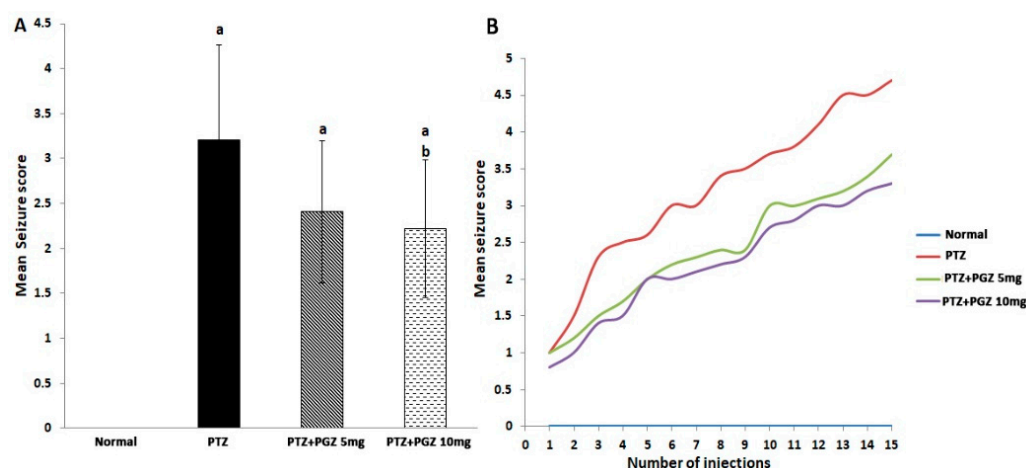 A
4.5
4
3.5
3
2.5
2
1.5
1
0.5
0
Mean Seizure score
a
a
a
b
Normal PTZ PTZ+PGZ 5mg PTZ+PGZ 10mg
B
5
4.5
4
3.5
3
2.5
2
1.5
1
0.5
0
Mean seizure score
0 1 2 3 4 5 6 7 8 9 10 11 12 13 14 15
Number of injections
Normal
PTZ
PTZ+PGZ 5mg
PTZ+PGZ 10mg